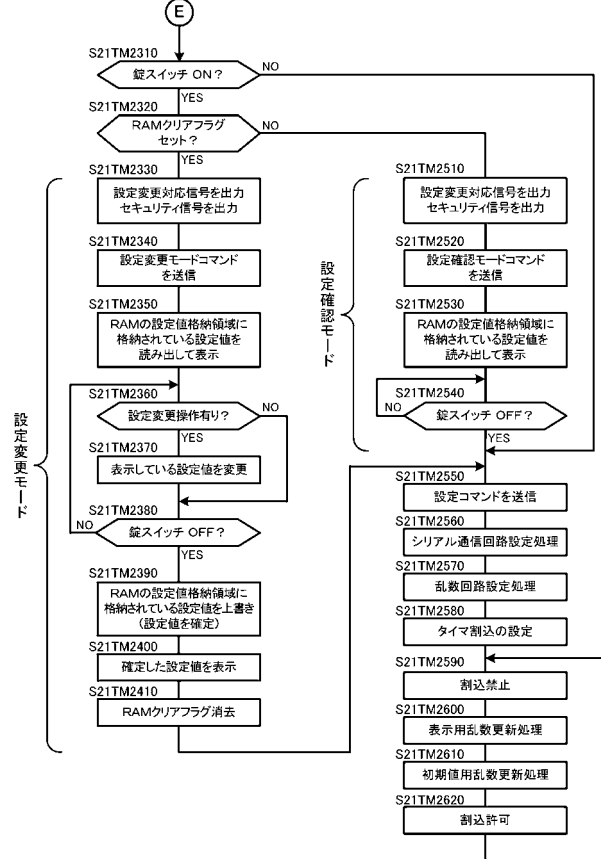 E
S21TM2310
錠スイッチ ON？
NO
YES
S21TM2320
RAMクリアフラグ
セット？
NO
YES
設定変更モード
S21TM2330
設定変更対応信号を出力
セキュリティ信号を出力
S21TM2340
設定変更モードコマンド
を送信
S21TM2350
RAMの設定値格納領域に
格納されている設定値を
読み出して表示
S21TM2360
設定変更操作有り？
NO
YES
S21TM2370
表示している設定値を変更
S21TM2380
NO
錠スイッチ OFF？
YES
S21TM2390
RAMの設定値格納領域に
格納されている設定値を上書き
（設定値を確定）
S21TM2400
確定した設定値を表示
S21TM2410
RAMクリアフラグ消去
設定確認モード
S21TM2510
設定変更対応信号を出力
セキュリティ信号を出力
S21TM2520
設定確認モードコマンド
を送信
S21TM2530
RAMの設定値格納領域に
格納されている設定値を
読み出して表示
S21TM2540
NO
錠スイッチ OFF？
YES
S21TM2550
設定コマンドを送信
S21TM2560
シリアル通信回路設定処理
S21TM2570
乱数回路設定処理
S21TM2580
タイマ割込の設定
S21TM2590
割込禁止
S21TM2600
表示用乱数更新処理
S21TM2610
初期値用乱数更新処理
S21TM2620
割込許可